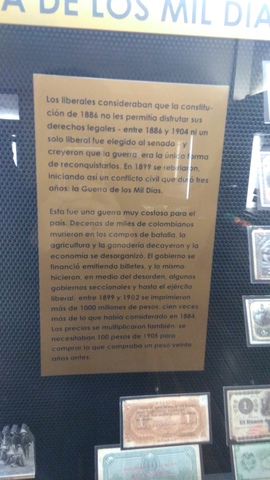 A DE LOS MIL DÍA
Los liberales consideraban que la constitu-
ción de 1886 no les permitía disfrutar sus
derechos legales - entre 1886 y 1904 ni un
solo liberal fue elegido al senado - y
creyeron que la guerra era la única forma
de reconquistarlos. En 1899 se rebelaron,
iniciando así un conflicto civil que duró tres
años: la Guerra de los Mil Días.
Esta fue una guerra muy costosa para el
país. Decenas de miles de colombianos
murieron en los campos de batalla, la
agricultura y la ganadería decayeron y la
economía se desorganizó. El gobierno se
financió emitiendo billetes, y lo mismo
hicieron, en medio del desorden, algunos
gobiernos seccionales y hasta el ejército
liberal: entre 1899 y 1902 se imprimieron
más de 1000 millones de pesos: cien veces
más de lo que había considerado en 1884.
Los precios se multiplicaron también: se
necesitaban 100 pesos de 1905 para
comprar lo que compraba un peso veinte
años antes.